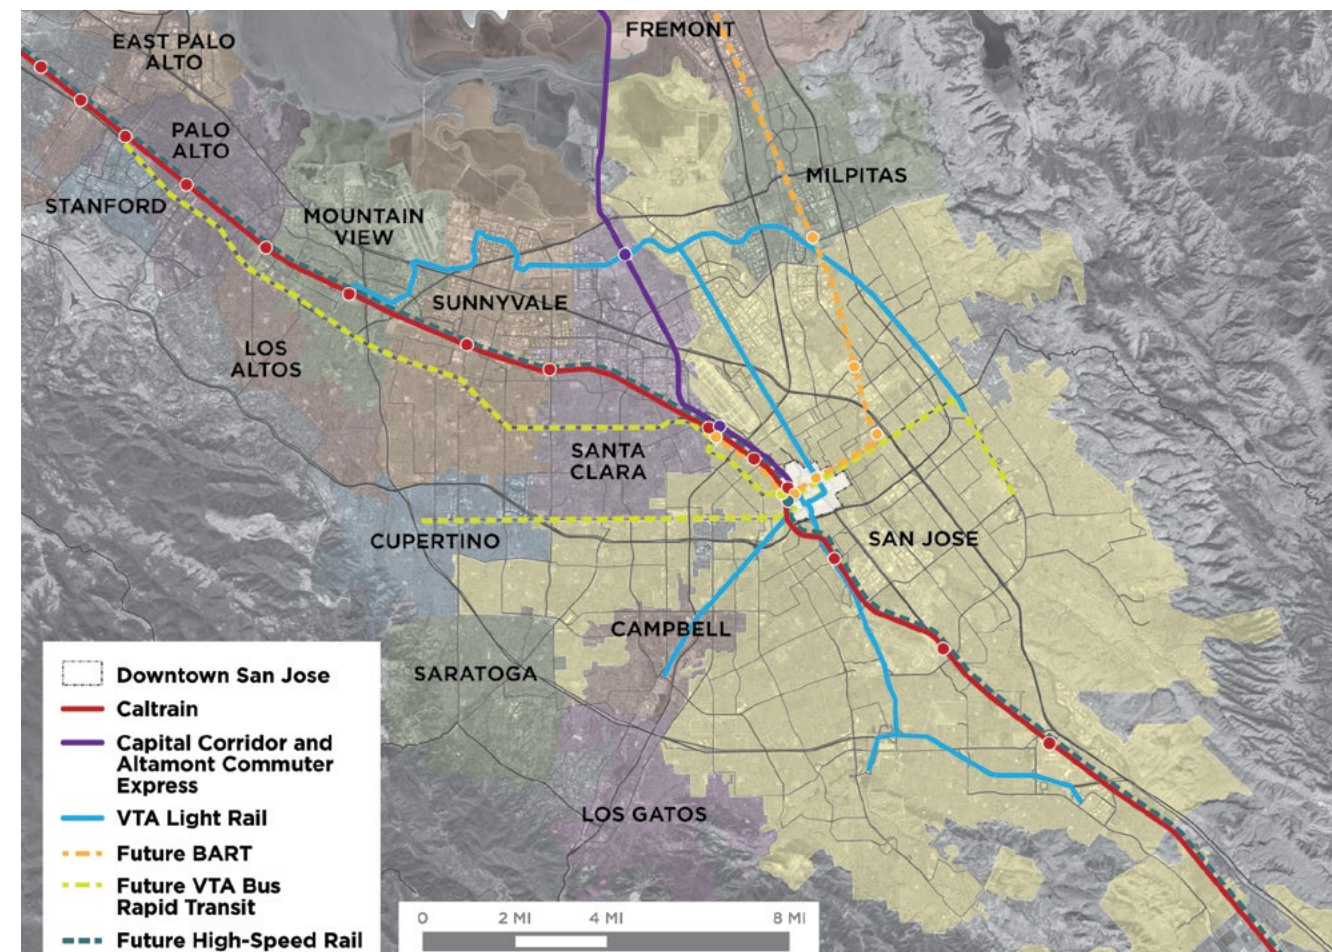 FREMONT
EAST PALO
ALTO
PALO
ALTO
MILPITAS
STANFORD
MOUNTAIN
VIEW
SUNNYVALE
LOS
ALTOS
SANTA
CLARA
CUPERTINO
SAN JOSE
CAMPBELL
SARATOGA
LOS GATOS
Downtown San Jose
Caltrain
Capital Corridor and
Altamont Commuter
Express
VTA Light Rail
Future BART
Future VTA Bus
Rapid Transit
Future High-Speed Rail
0 2 MI 4 MI 8 MI